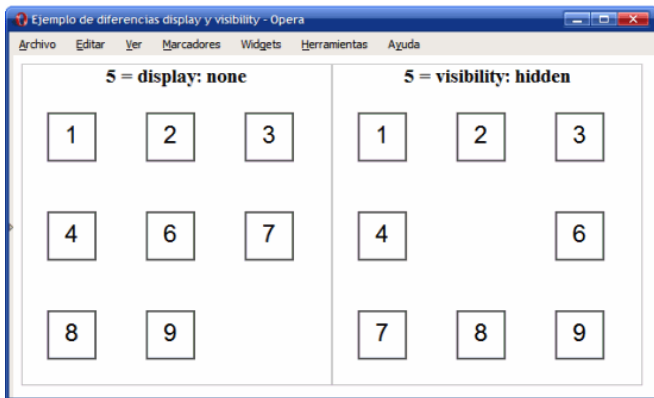 Ejemplo de diferencias display y visibility - Opera
Archivo Editar Ver Marcadores Widgets Herramientas Ayuda
5 = display: none
1 2 3
4 6 7
8 9
5 = visibility: hidden
1 2 3
4 6
7 8 9